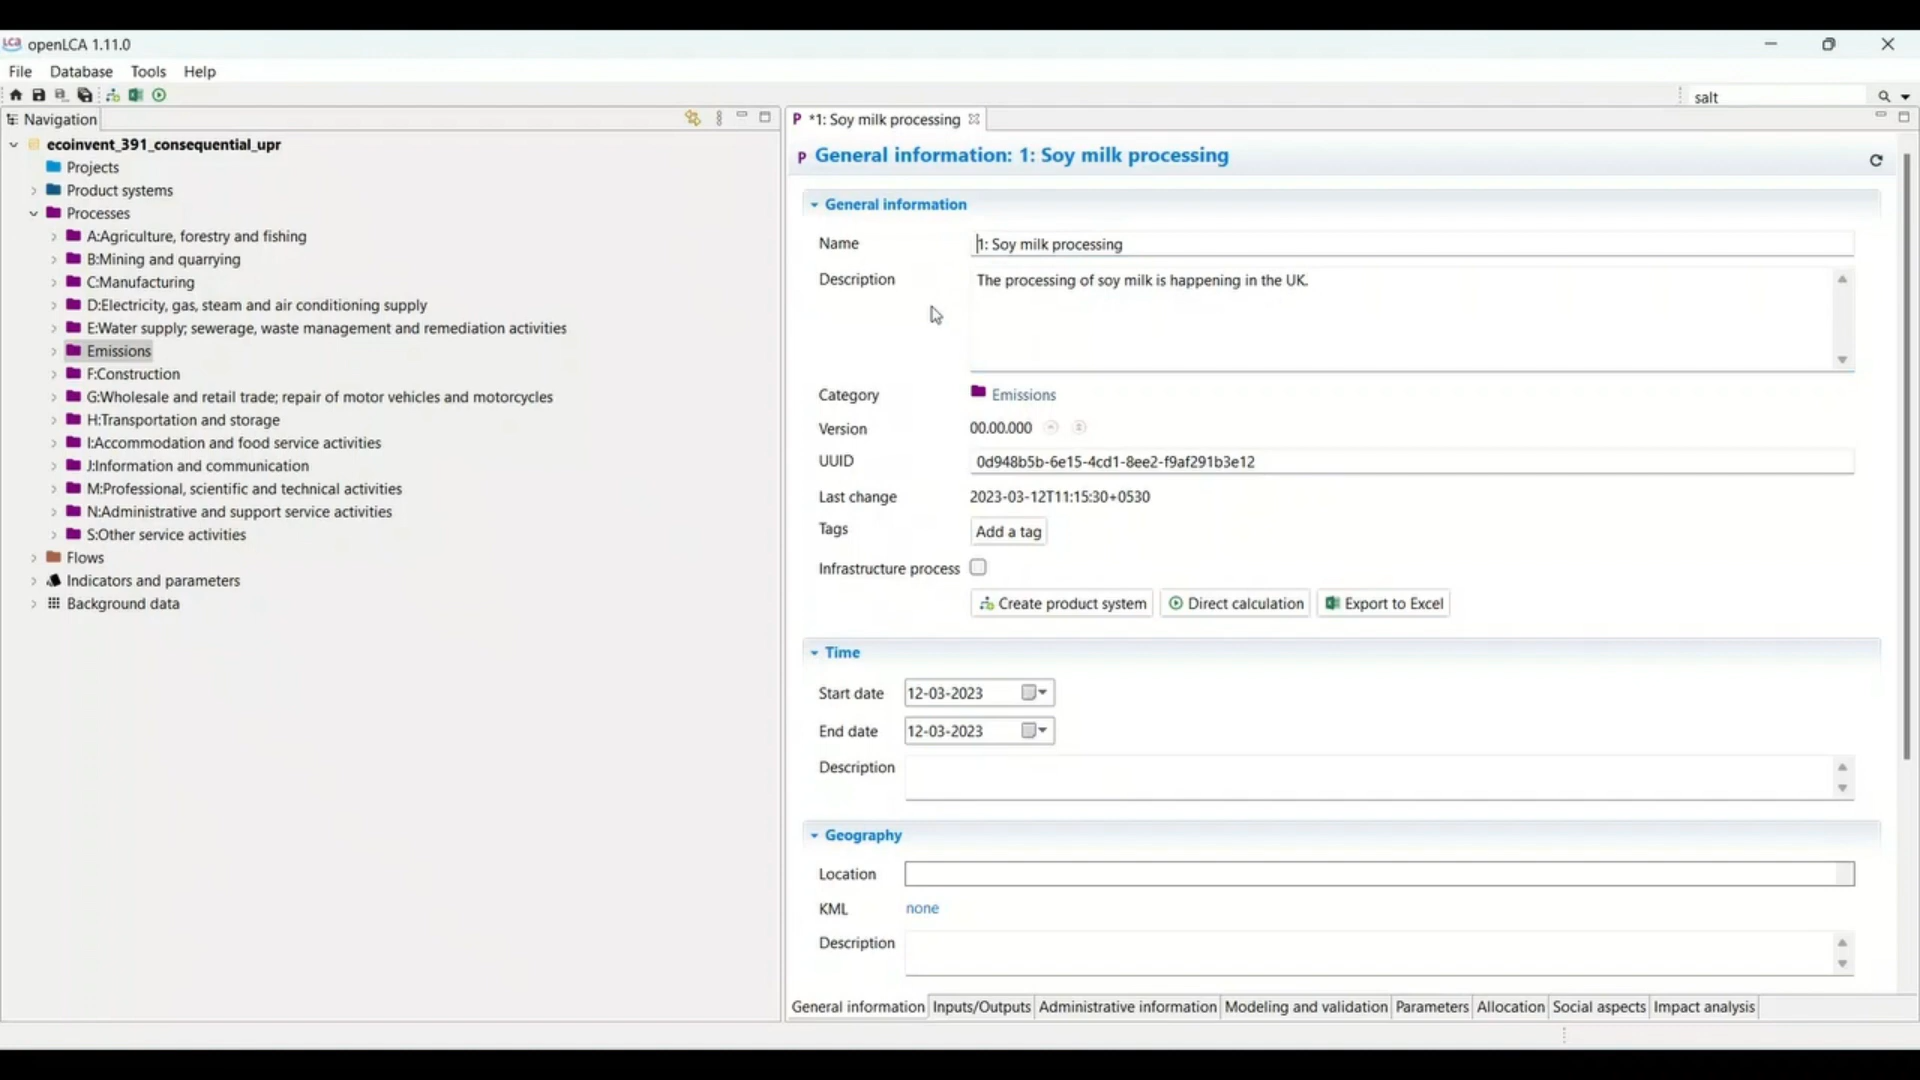 LCA openLCA 1.11.0
File Database Tools Help
salt
Navigation
P *1: Soy milk processing
ecoinvent_391_consequential_upr
Projects
Product systems
Processes
A:Agriculture, forestry and fishing
B:Mining and quarrying
C:Manufacturing
D:Electricity, gas, steam and air conditioning supply
E:Water supply; sewerage, waste management and remediation activities
Emissions
F:Construction
G:Wholesale and retail trade; repair of motor vehicles and motorcycles
H:Transportation and storage
I:Accommodation and food service activities
J:Information and communication
M:Professional, scientific and technical activities
N:Administrative and support service activities
S:Other service activities
Flows
Indicators and parameters
Background data
P General information: 1: Soy milk processing
General information
Name 1: Soy milk processing
Description The processing of soy milk is happening in the UK.
Category Emissions
Version 00.00.000
UUID 0d948b5b-6e15-4cd1-8ee2-f9af291b3e12
Last change 2023-03-12T11:15:30+0530
Tags Add a tag
Infrastructure process
Create product system Direct calculation Export to Excel
Time
Start date 12-03-2023
End date 12-03-2023
Description
Geography
Location
KML none
Description
General information Inputs/Outputs Administrative information Modeling and validation Parameters Allocation Social aspects Impact analysis